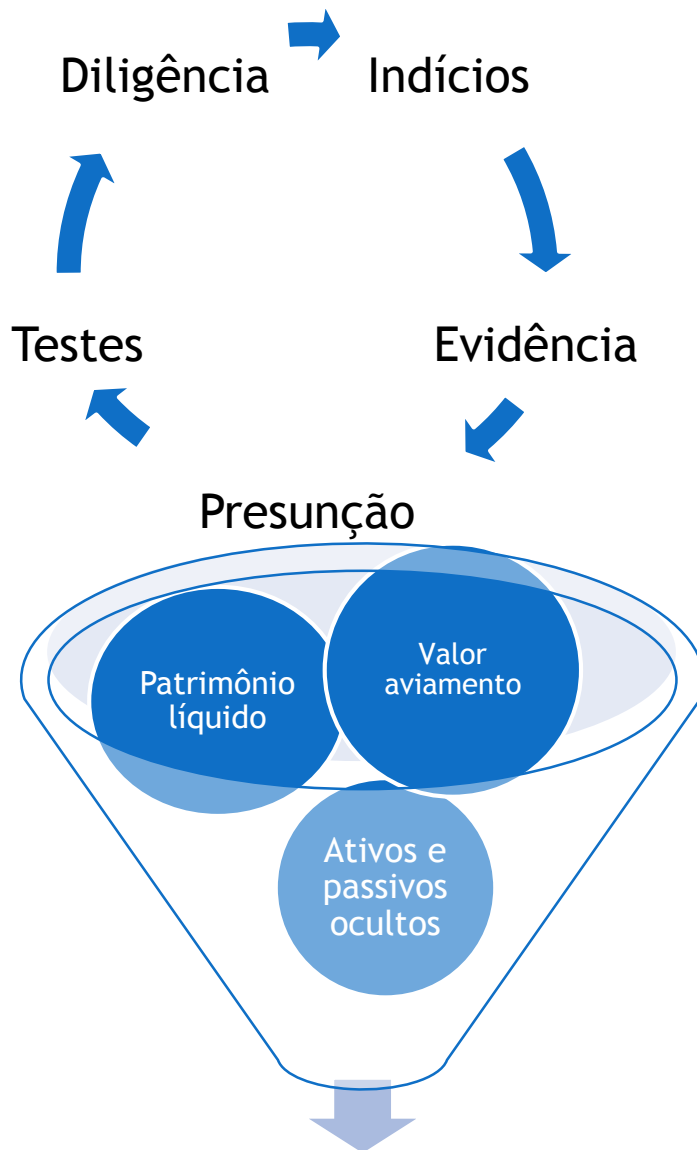 Diligência
Indícios
Testes
Evidência
Presunção
Patrimônio
líquido
Valor
aviamento
Ativos e
passivos
ocultos